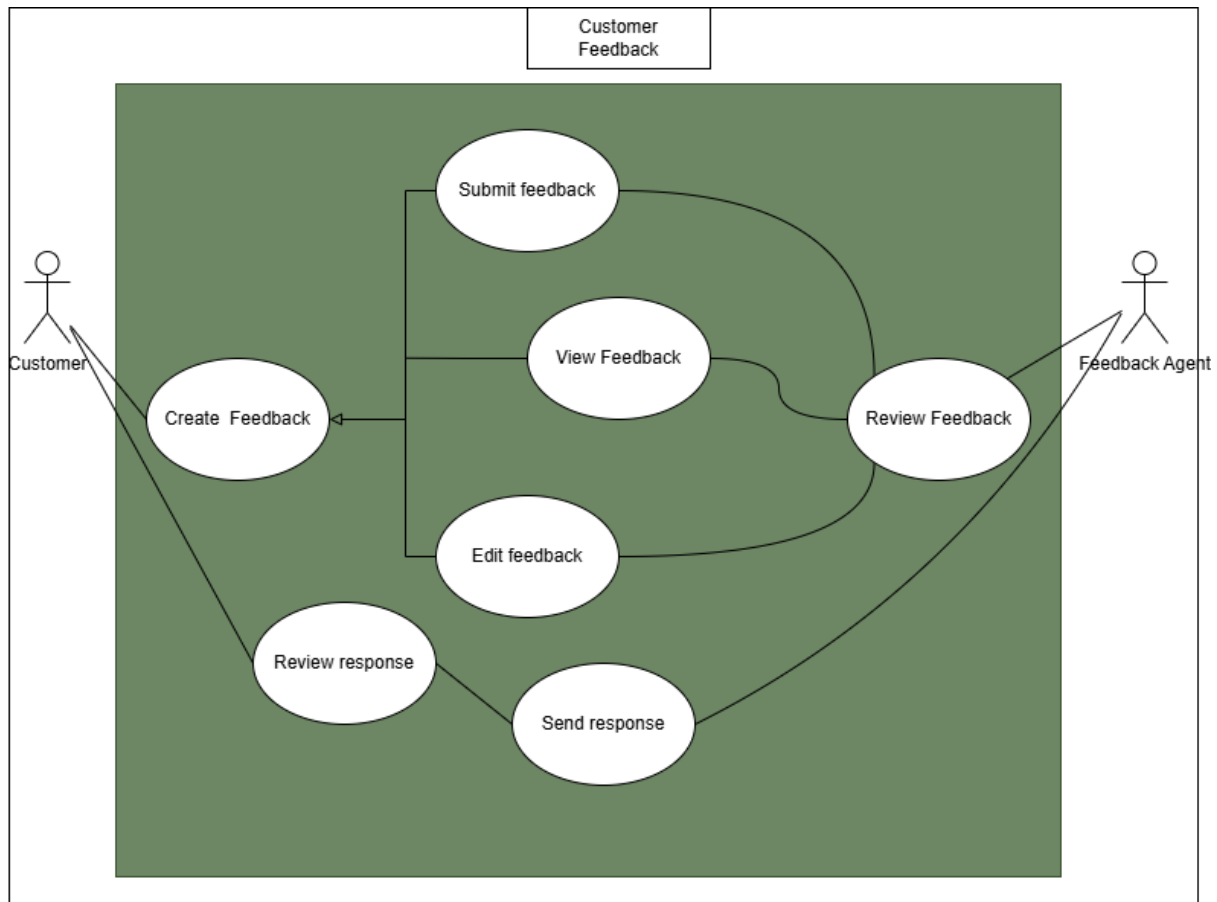 Customer
Feedback
Submit feedback
View Feedback
Customer
Feedback Agent
Create  Feedback
Review Feedback
Edit feedback
Review response
Send response